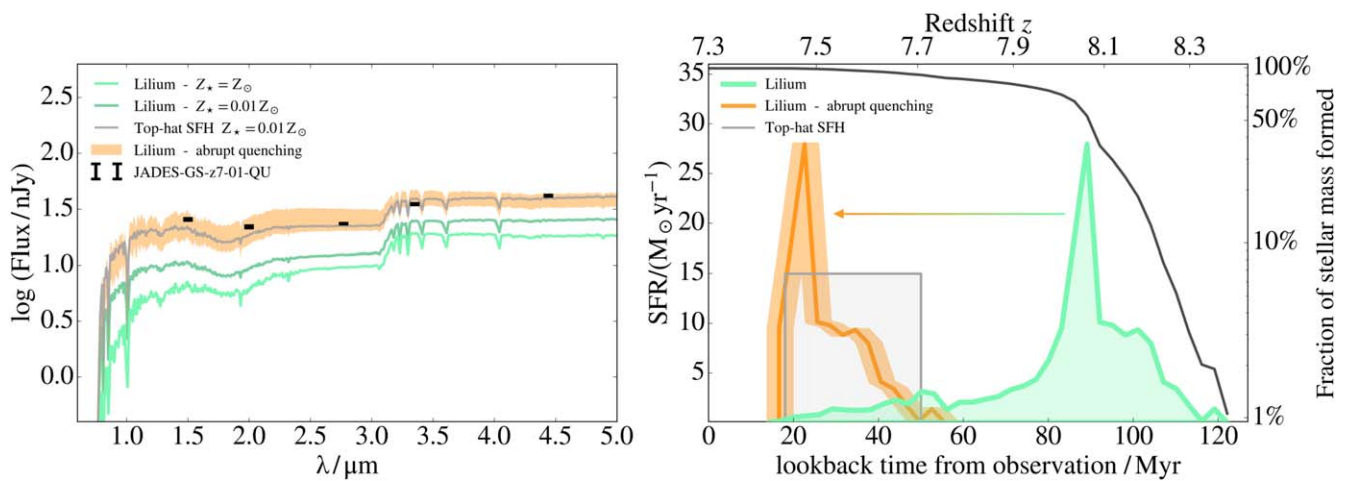 log (Flux / nJy)
2.5
2.0
1.5
1.0
0.5
0.0
Lilium - Z⋆ = Z⊙
Lilium - Z⋆ = 0.01 Z⊙
Top-hat SFH Z⋆ = 0.01 Z⊙
Lilium - abrupt quenching
JADES-GS-z7-01-QU
1.0 1.5 2.0 2.5 3.0 3.5 4.0 4.5 5.0
λ/μm
Redshift z
7.3 7.5 7.7 7.9 8.1 8.3
SFR/(M⊙ yr⁻¹)
35
30
25
20
15
10
5
Lilium
Lilium - abrupt quenching
Top-hat SFH
100%
50%
10%
1%
Fraction of stellar mass formed
0 20 40 60 80 100 120
lookback time from observation / Myr